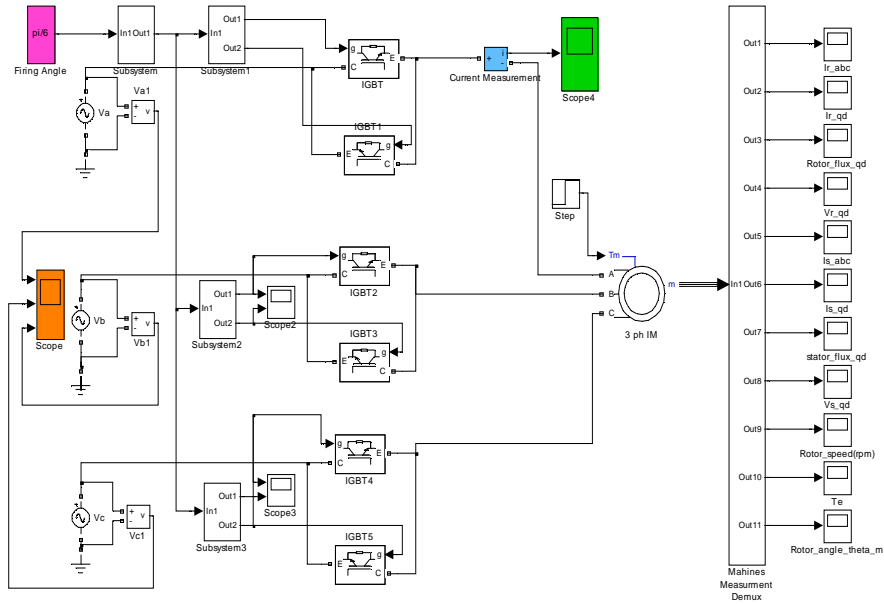 pi/6
Firing Angle
In1 Out1
Subsystem
In1
Out1
Out2
Subsystem1
g
C
E
IGBT
+
-
i
Current Measurement
Scope4
Va
Va1
+
-
v
IGBT1
E
g
C
Step
Tm
A
B
C
m
3 ph IM
Scope
Vb
+
-
v
Vb1
In1
Out1
Out2
Subsystem2
Scope2
g
C
E
IGBT2
IGBT3
E
g
C
Vc
+
-
v
Vc1
In1
Out1
Out2
Subsystem3
Scope3
g
C
E
IGBT4
IGBT5
E
g
C
In1
Out1
Out2
Out3
Out4
Out5
Out6
Out7
Out8
Out9
Out10
Out11
Mahines
Measurment
Demux
Ir_abc
Ir_qd
Rotor_flux_qd
Vr_qd
Is_abc
Is_qd
stator_flux_qd
Vs_qd
Rotor_speed(rpm)
Te
Rotor_angle_theta_m